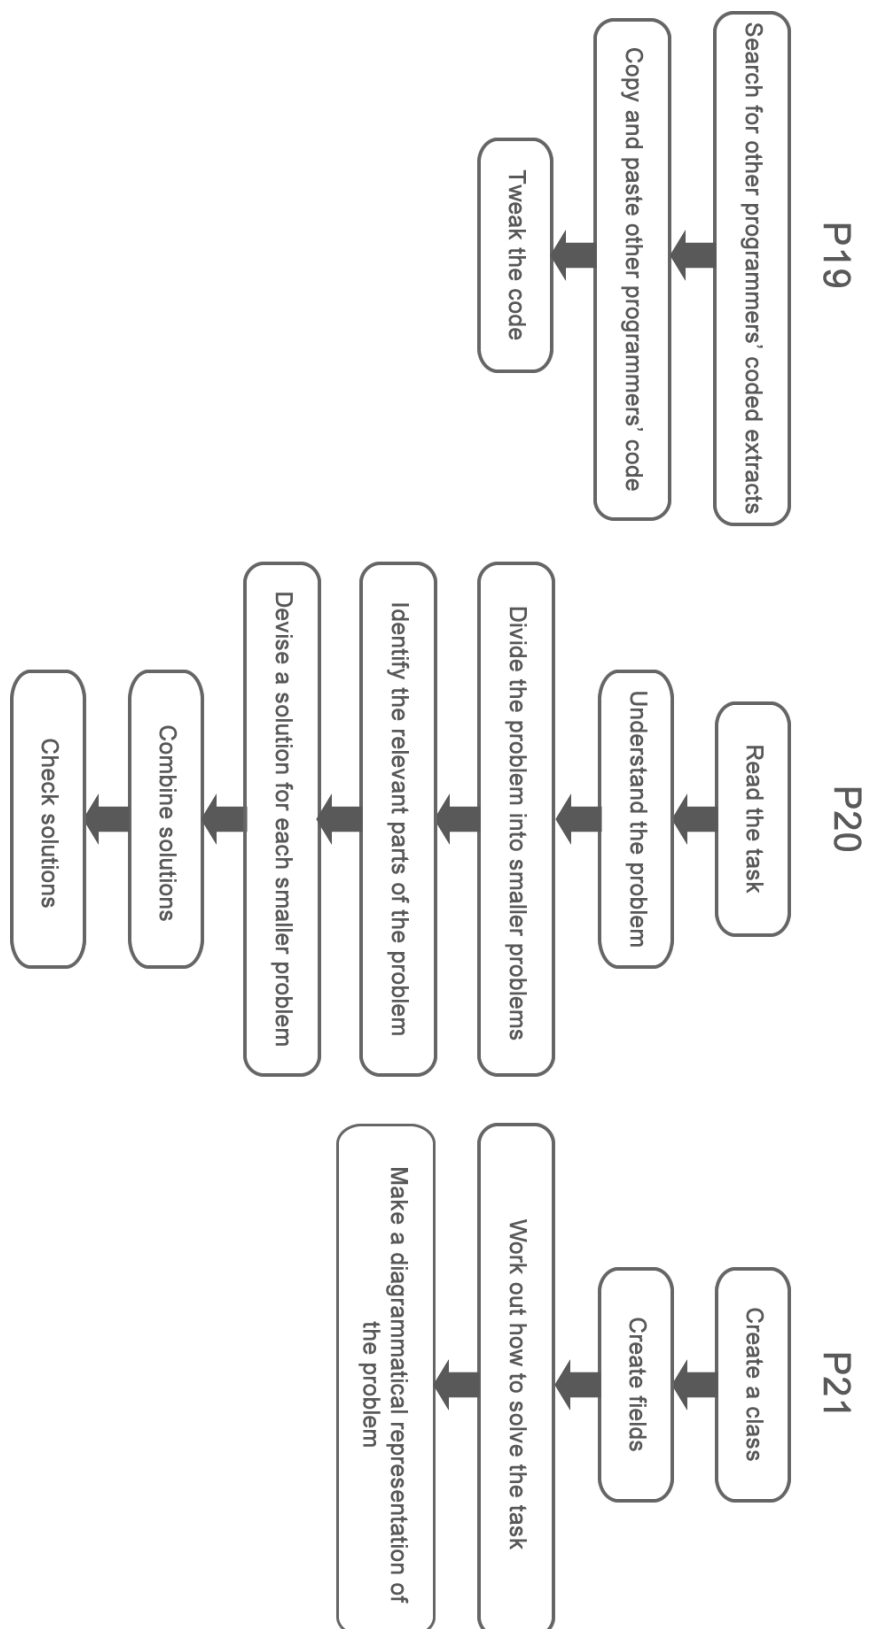 P19
Search for other programmers’ coded extracts
Copy and paste other programmers’ code
Tweak the code
P20
Read the task
Understand the problem
Divide the problem into smaller problems
Identify the relevant parts of the problem
Devise a solution for each smaller problem
Combine solutions
Check solutions
P21
Create a class
Create fields
Work out how to solve the task
Make a diagrammatical representation of
the problem